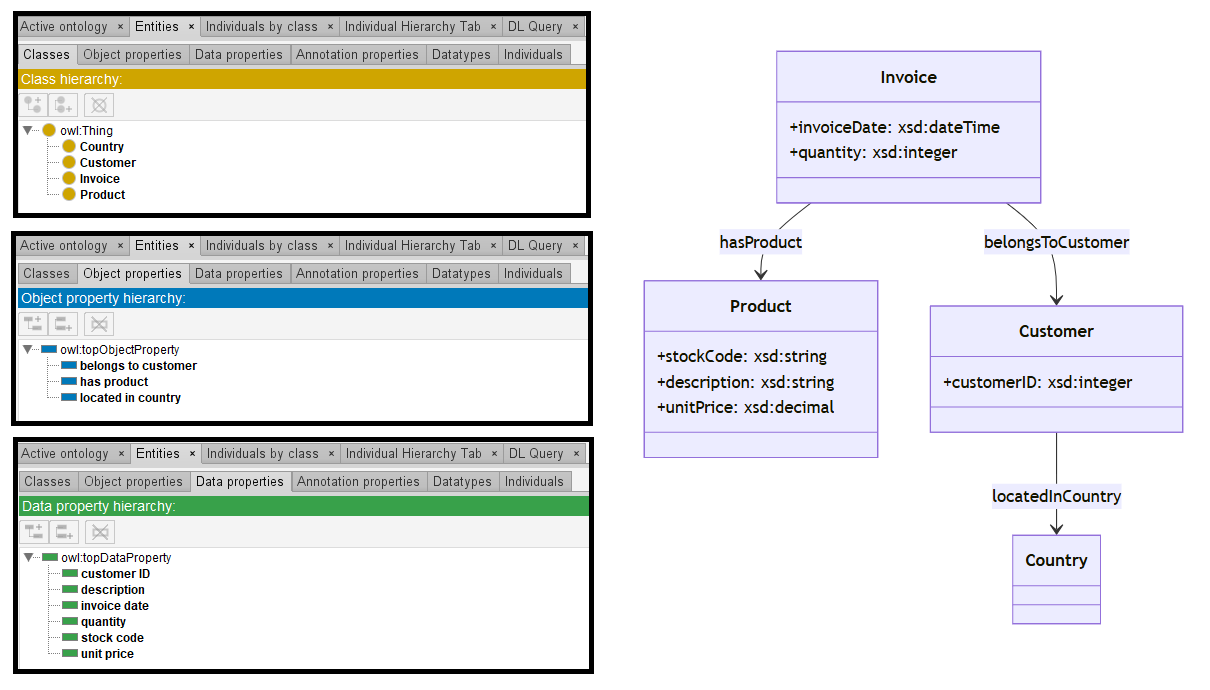 Active ontology × Entities × Individuals by class × Individual Hierarchy Tab × DL Query ×
Classes Object properties Data properties Annotation properties Datatypes Individuals
Class hierarchy:
owl:Thing
Country
Customer
Invoice
Product
Active ontology × Entities × Individuals by class × Individual Hierarchy Tab × DL Query ×
Classes Object properties Data properties Annotation properties Datatypes Individuals
Object property hierarchy:
owl:topObjectProperty
belongs to customer
has product
located in country
Active ontology × Entities × Individuals by class × Individual Hierarchy Tab × DL Query ×
Classes Object properties Data properties Annotation properties Datatypes Individuals
Data property hierarchy:
owl:topDataProperty
customer ID
description
invoice date
quantity
stock code
unit price
Invoice
+invoiceDate: xsd:dateTime
+quantity: xsd:integer
hasProduct
belongsToCustomer
Product
+stockCode: xsd:string
+description: xsd:string
+unitPrice: xsd:decimal
Customer
+customerID: xsd:integer
locatedInCountry
Country